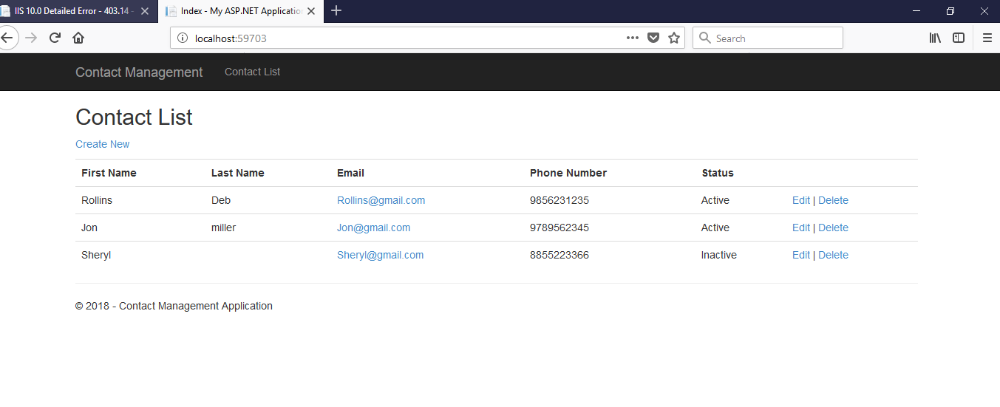 IIS 10.0 Detailed Error - 403.14 - Index - My ASP.NET Application
localhost:59703 Search
Contact Management Contact List
Contact List
Create New
First Name Last Name Email Phone Number Status
Rollins Deb Rollins@gmail.com 9856231235 Active Edit | Delete
Jon miller Jon@gmail.com 9789562345 Active Edit | Delete
Sheryl Sheryl@gmail.com 8855223366 Inactive Edit | Delete
© 2018 - Contact Management Application